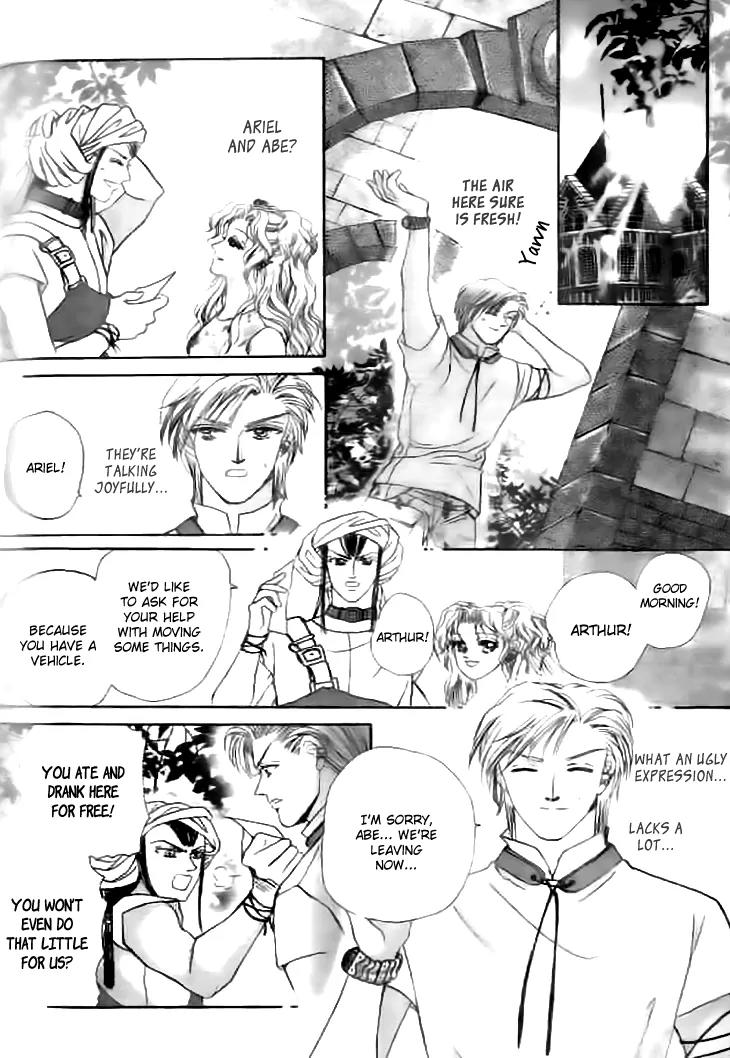 THE AIR
HERE SURE
IS FRESH!
Yawn
ARIEL
AND ABE?
THEY'RE
TALKING
JOYFULLY...
ARIEL!
GOOD
MORNING!
ARTHUR!
ARTHUR!
WE'D LIKE
TO ASK FOR
YOUR HELP
WITH MOVING
SOME THINGS.
BECAUSE
YOU HAVE A
VEHICLE.
WHAT AN UGLY
EXPRESSION...
LACKS A
LOT...
I'M SORRY,
ABE... WE'RE
LEAVING
NOW...
YOU ATE AND
DRANK HERE
FOR FREE!
YOU WON'T
EVEN DO
THAT LITTLE
FOR US?